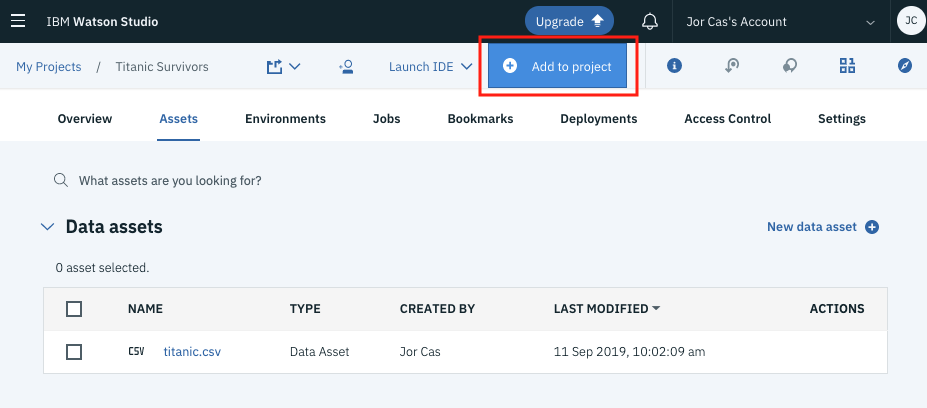 IBM Watson Studio
Upgrade
Jor Cas's Account
JC
My Projects / Titanic Survivors
Launch IDE
Add to project
Overview
Assets
Environments
Jobs
Bookmarks
Deployments
Access Control
Settings
What assets are you looking for?
Data assets
New data asset
0 asset selected.
NAME TYPE CREATED BY LAST MODIFIED ACTIONS
CSV titanic.csv Data Asset Jor Cas 11 Sep 2019, 10:02:09 am